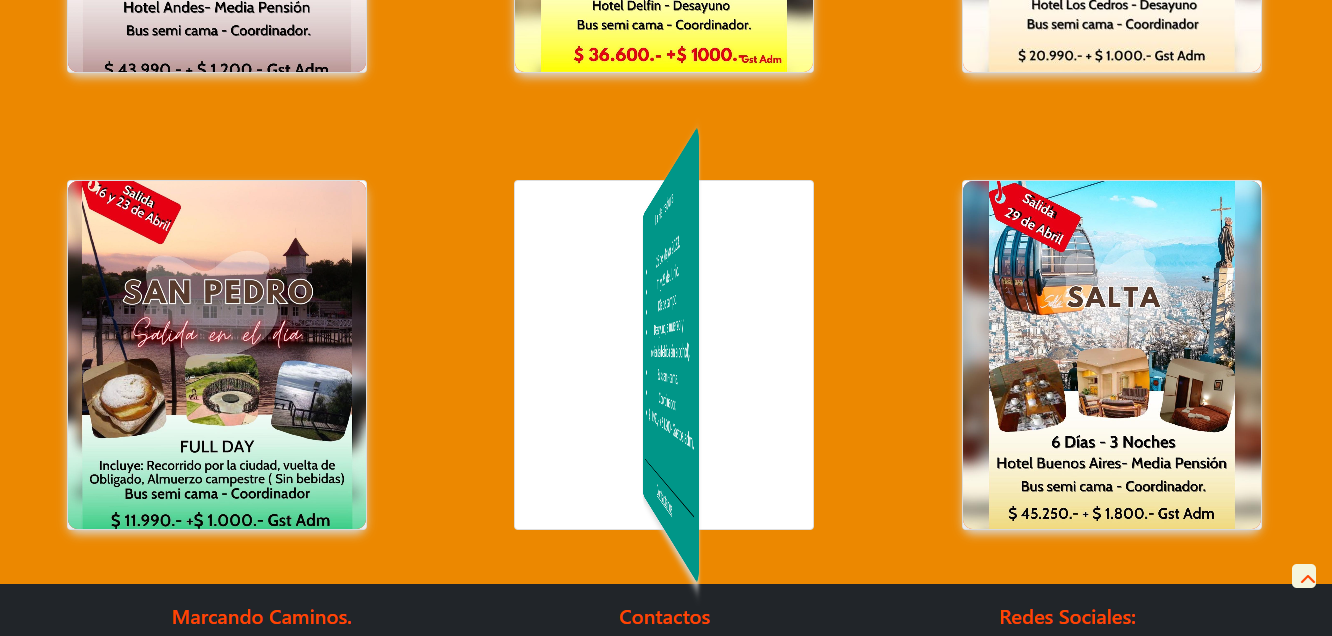 Hotel Andes- Media Pensión
Bus semi cama - Coordinador.
$ 43.990.- + $ 1.200.- Gst Adm
Hotel Delfin - Desayuno
Bus semi cama - Coordinador.
$ 36.600.- +$ 1000.- Gst Adm
Hotel Los Cedros - Desayuno
Bus semi cama - Coordinador
$ 20.990.- + $ 1.000.- Gst Adm
Salida
16 y 23 de Abril
SAN PEDRO
Salida en el dia
FULL DAY
Incluye: Recorrido por la ciudad, vuelta de
Obligado, Almuerzo campestre ( Sin bebidas)
Bus semi cama - Coordinador
$ 11.990.- +$ 1.000.- Gst Adm
Salida
29 de Abril
SALTA
6 Días - 3 Noches
Hotel Buenos Aires- Media Pensión
Bus semi cama - Coordinador.
$ 45.250.- + $ 1.800.- Gst Adm
Marcando Caminos.
Contactos
Redes Sociales: